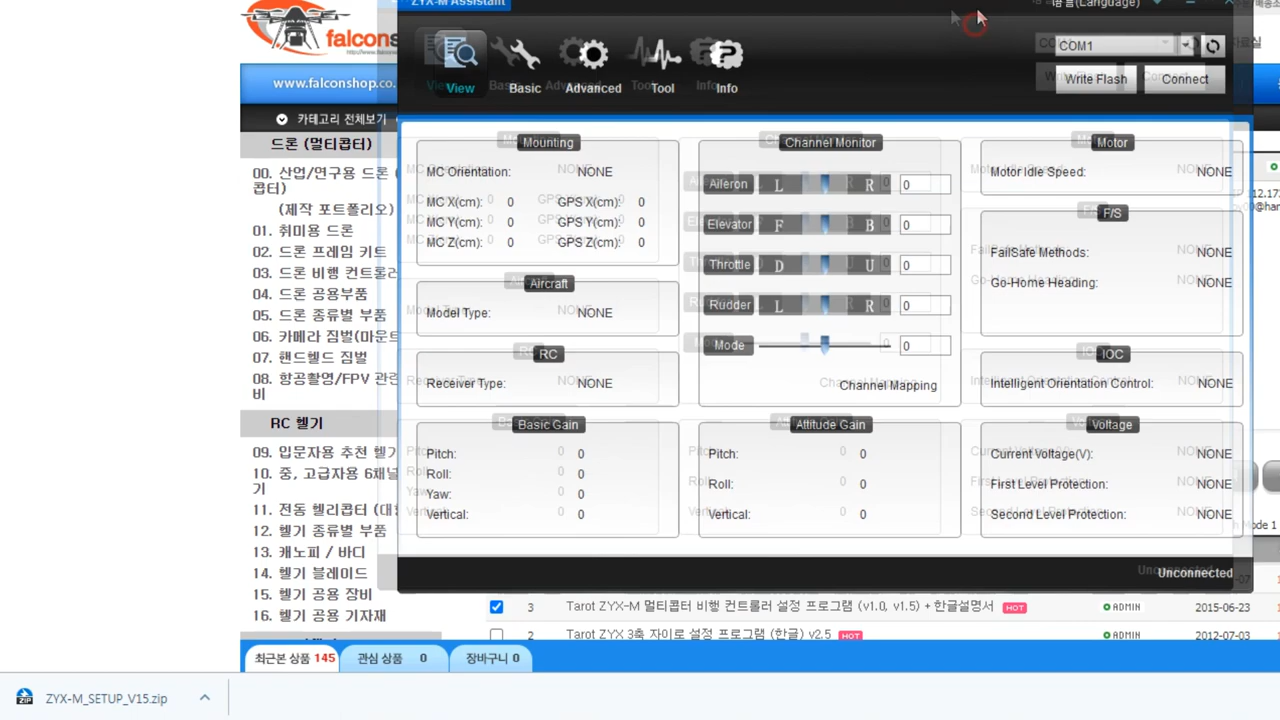 ZYX-M Assistant
(Language)
falcons
www.falconshop.co.
카테고리 전체보기
드론 (멀티콥터)
00. 산업/연구용 드론 (
콥터)
(제작 포트폴리오)
01. 취미용 드론
02. 드론 프레임 키트
03. 드론 비행 컨트롤러
04. 드론 공용부품
05. 드론 종류별 부품
06. 카메라 짐벌(마운트
07. 핸드헬드 짐벌
08. 항공촬영/FPV 관련
비
RC 헬기
09. 입문자용 추천 헬기
10. 중, 고급자용 6채널
기
11. 전동 헬리콥터 (대
12. 헬기 종류별 부품
13. 캐노피 / 바디
14. 헬기 블레이드
15. 헬기 공용 장비
16. 헬기 공용 기자재
View Basic Advanced Tool Info
COM1
Write Flash Connect
Mounting
MC Orientation: NONE
MC X(cm): 0 GPS X(cm): 0
MC Y(cm): 0 GPS Y(cm): 0
MC Z(cm): 0 GPS Z(cm): 0
Aircraft
Model Type: NONE
RC
Receiver Type: NONE
Basic Gain
Pitch: 0
Roll: 0
Yaw: 0
Vertical: 0
Channel Monitor
Aileron L R 0
Elevator F B 0
Throttle D U 0
Rudder L R 0
Mode 0
Channel Mapping
Attitude Gain
Pitch: 0
Roll: 0
Vertical: 0
Motor
Motor Idle Speed: NONE
F/S
FailSafe Methods: NONE
Go-Home Heading: NONE
IOC
Intelligent Orientation Control: NONE
Voltage
Current Voltage(V): NONE
First Level Protection: NONE
Second Level Protection: NONE
Unconnected
3 Tarot ZYX-M 멀티콥터 비행 컨트롤러 설정 프로그램 (v1.0, v1.5) + 한글설명서 HOT ADMIN 2015-06-23
2 Tarot ZYX 3축 자이로 설정 프로그램 (한글) v2.5 HOT ADMIN 2012-07-03
최근본 상품 145 관심 상품 0 장바구니 0
ZYX-M_SETUP_V15.zip